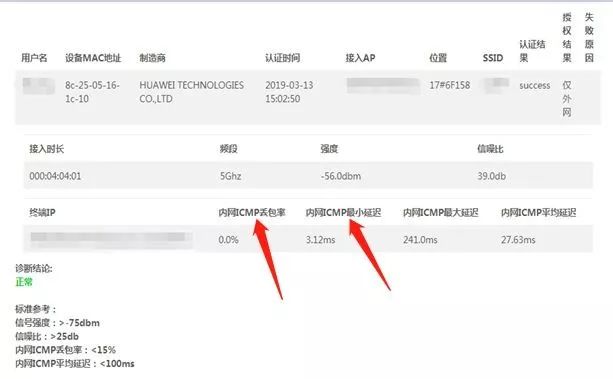 用户名 设备MAC地址 制造商 认证时间 接入AP 位置 SSID 认证结果 授权结果 失败原因
8c-25-05-16-1c-10 HUAWEI TECHNOLOGIES CO.,LTD 2019-03-13 15:02:50 17#6F158 success 仅外网
接入时长 频段 强度 信噪比
000:04:04:01 5Ghz -56.0dbm 39.0db
终端IP 内网ICMP丢包率 内网ICMP最小延迟 内网ICMP最大延迟 内网ICMP平均延迟
0.0% 3.12ms 241.0ms 27.63ms
诊断结论:
正常
标准参考：
信号强度：>-75dbm
信噪比：>25db
内网ICMP丢包率：<15%
内网ICMP平均延迟：<100ms